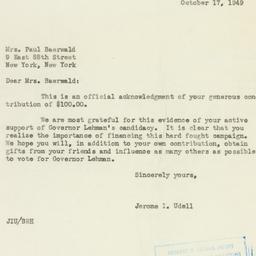 October 17, 1949
Mrs. Paul Baerwald
9 East 68th Street
New York, New York
Dear Mrs. Baerwald:
This is an official acknowledgment of your generous con
tribution of $100.00.
We are most grateful for this evidence of your active
support of Governor Lehman's candidacy. It is clear that you
realize the importance of financing this hard fought campaign.
We hope you will, in addition to your own contribution, obtain
gifts from your friends and influence as many others as possible
to vote for Governor Lehman.
Sincerely yours,
Jerome I. Udell
JIU/BRH